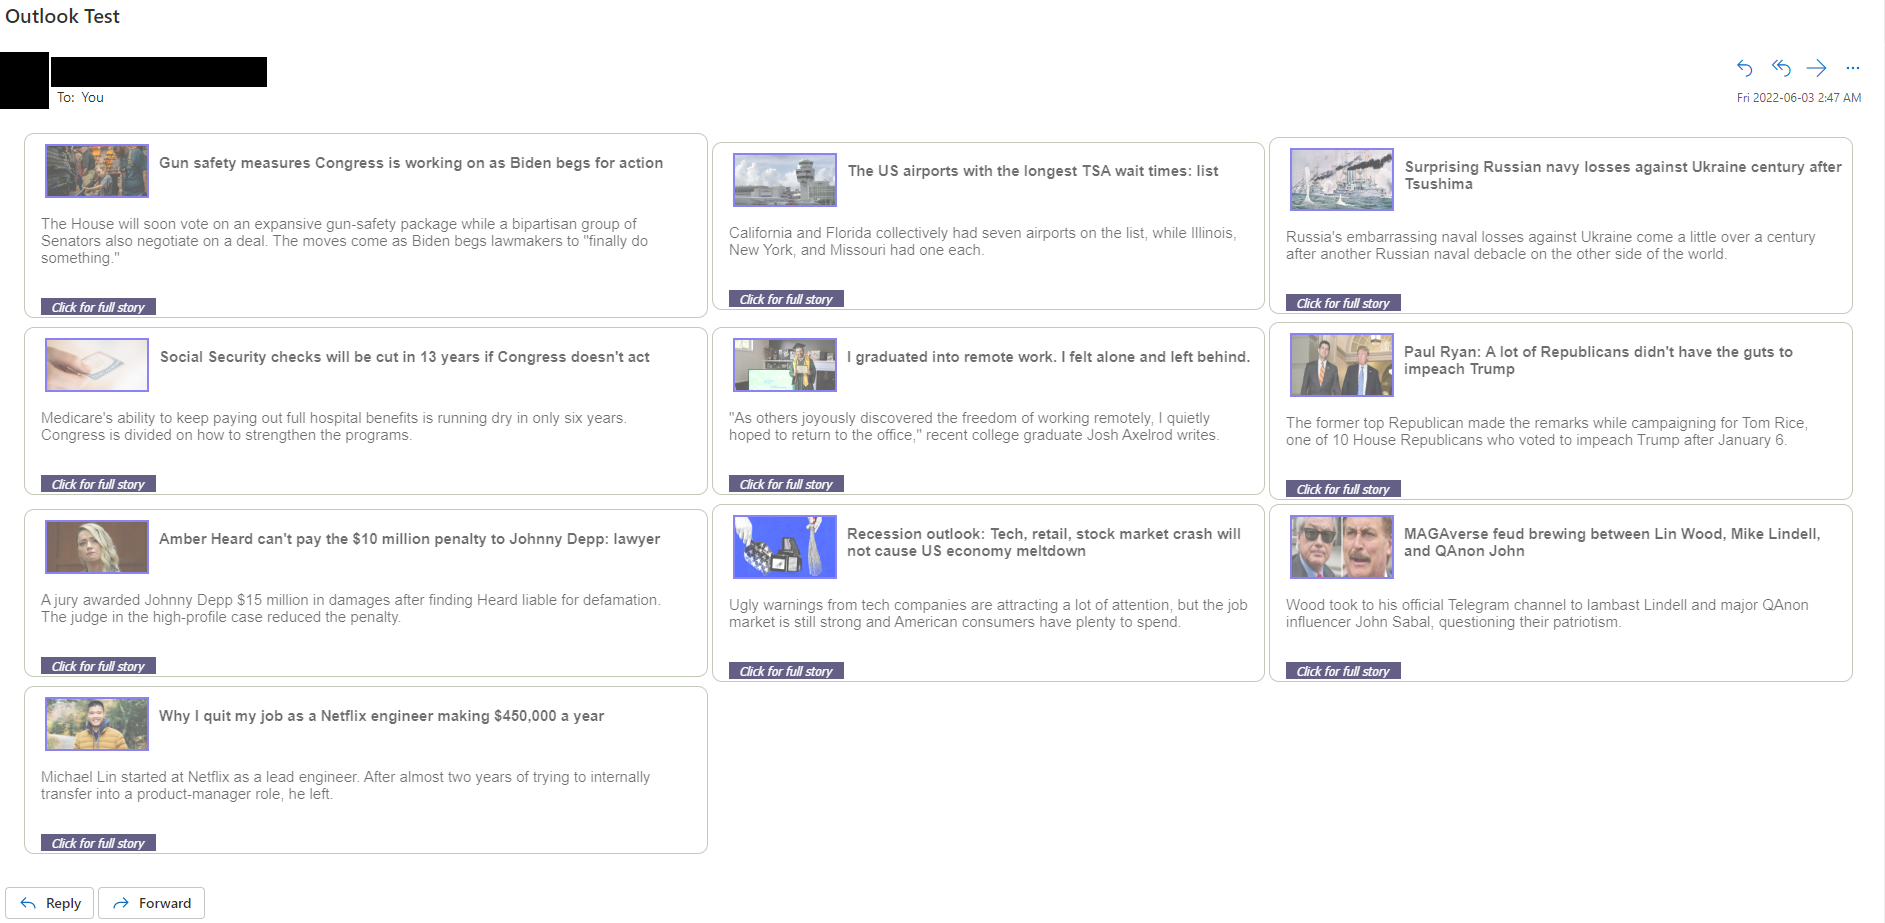 Outlook Test
To: You
Fri 2022-06-03 2:47 AM
Gun safety measures Congress is working on as Biden begs for action
The House will soon vote on an expansive gun-safety package while a bipartisan group of
Senators also negotiate on a deal. The moves come as Biden begs lawmakers to "finally do
something."
Click for full story
The US airports with the longest TSA wait times: list
California and Florida collectively had seven airports on the list, while Illinois,
New York, and Missouri had one each.
Click for full story
Surprising Russian navy losses against Ukraine century after
Tsushima
Russia's embarrassing naval losses against Ukraine come a little over a century
after another Russian naval debacle on the other side of the world.
Click for full story
Social Security checks will be cut in 13 years if Congress doesn't act
Medicare's ability to keep paying out full hospital benefits is running dry in only six years.
Congress is divided on how to strengthen the programs.
Click for full story
I graduated into remote work. I felt alone and left behind.
"As others joyously discovered the freedom of working remotely, I quietly
hoped to return to the office," recent college graduate Josh Axelrod writes.
Click for full story
Paul Ryan: A lot of Republicans didn't have the guts to
impeach Trump
The former top Republican made the remarks while campaigning for Tom Rice,
one of 10 House Republicans who voted to impeach Trump after January 6.
Click for full story
Amber Heard can't pay the $10 million penalty to Johnny Depp: lawyer
A jury awarded Johnny Depp $15 million in damages after finding Heard liable for defamation.
The judge in the high-profile case reduced the penalty.
Click for full story
Recession outlook: Tech, retail, stock market crash will
not cause US economy meltdown
Ugly warnings from tech companies are attracting a lot of attention, but the job
market is still strong and American consumers have plenty to spend.
Click for full story
MAGAverse feud brewing between Lin Wood, Mike Lindell,
and QAnon John
Wood took to his official Telegram channel to lambast Lindell and major QAnon
influencer John Sabal, questioning their patriotism.
Click for full story
Why I quit my job as a Netflix engineer making $450,000 a year
Michael Lin started at Netflix as a lead engineer. After almost two years of trying to internally
transfer into a product-manager role, he left.
Click for full story
Reply
Forward